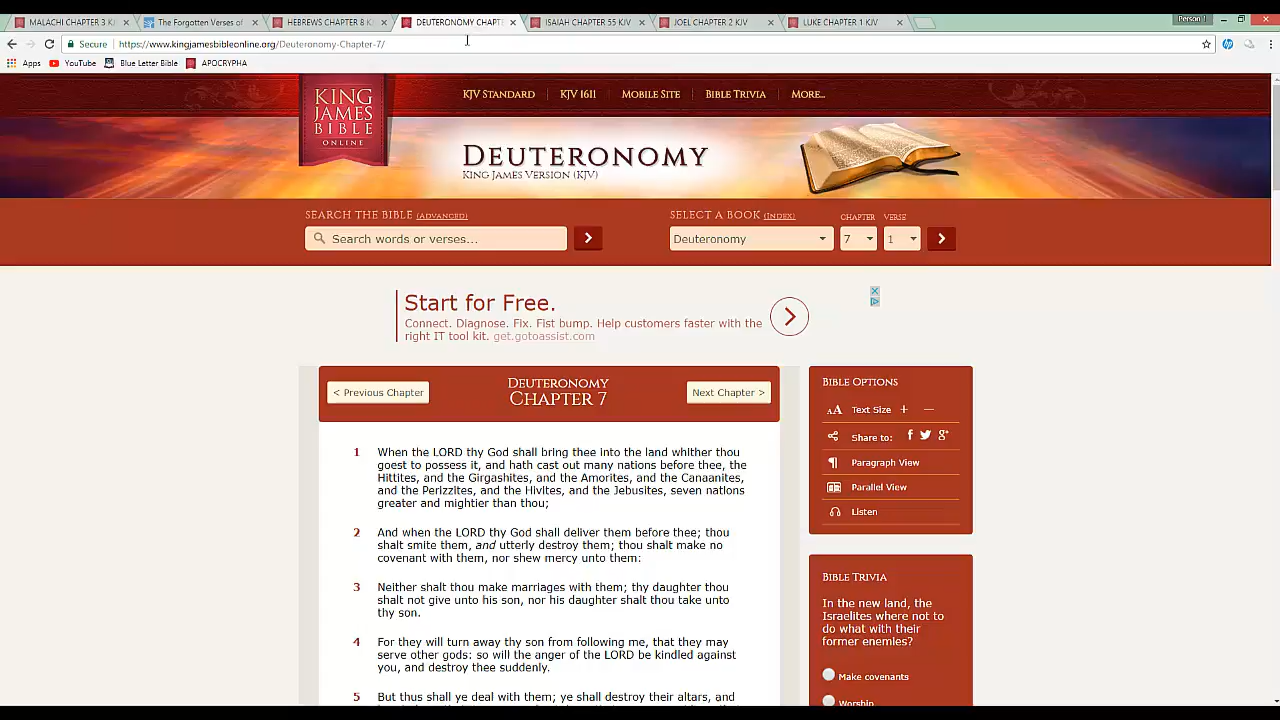 MALACHI CHAPTER 3 K
The Forgotten Verses of
HEBREWS CHAPTER 8 K
DEUTERONOMY CHAPT
ISAIAH CHAPTER 55 KJV
JOEL CHAPTER 2 KJV
LUKE CHAPTER 1 KJV
Person 1
Secure
https://www.kingjamesbibleonline.org/Deuteronomy-Chapter-7/
Apps
YouTube
Blue Letter Bible
APOCRYPHA
KING JAMES BIBLE ONLINE
KJV STANDARD
KJV 1611
MOBILE SITE
BIBLE TRIVIA
MORE...
DEUTERONOMY
KING JAMES VERSION (KJV)
SEARCH THE BIBLE (ADVANCED)
Search words or verses...
SELECT A BOOK (INDEX)
CHAPTER
VERSE
Deuteronomy
7
1
Start for Free.
Connect. Diagnose. Fix. Fist bump. Help customers faster with the
right IT tool kit. get.gotoassist.com
< Previous Chapter
DEUTERONOMY
CHAPTER 7
Next Chapter >
1 When the LORD thy God shall bring thee into the land whither thou
goest to possess it, and hath cast out many nations before thee, the
Hittites, and the Girgashites, and the Amorites, and the Canaanites,
and the Perizzites, and the Hivites, and the Jebusites, seven nations
greater and mightier than thou;
2 And when the LORD thy God shall deliver them before thee; thou
shalt smite them, and utterly destroy them; thou shalt make no
covenant with them, nor shew mercy unto them:
3 Neither shalt thou make marriages with them; thy daughter thou
shalt not give unto his son, nor his daughter shalt thou take unto
thy son.
4 For they will turn away thy son from following me, that they may
serve other gods: so will the anger of the LORD be kindled against
you, and destroy thee suddenly.
5 But thus shall ye deal with them; ye shall destroy their altars, and
BIBLE OPTIONS
AA Text Size + —
Share to: f g+
¶ Paragraph View
Parallel View
Listen
BIBLE TRIVIA
In the new land, the
Israelites where not to
do what with their
former enemies?
Make covenants
Worship